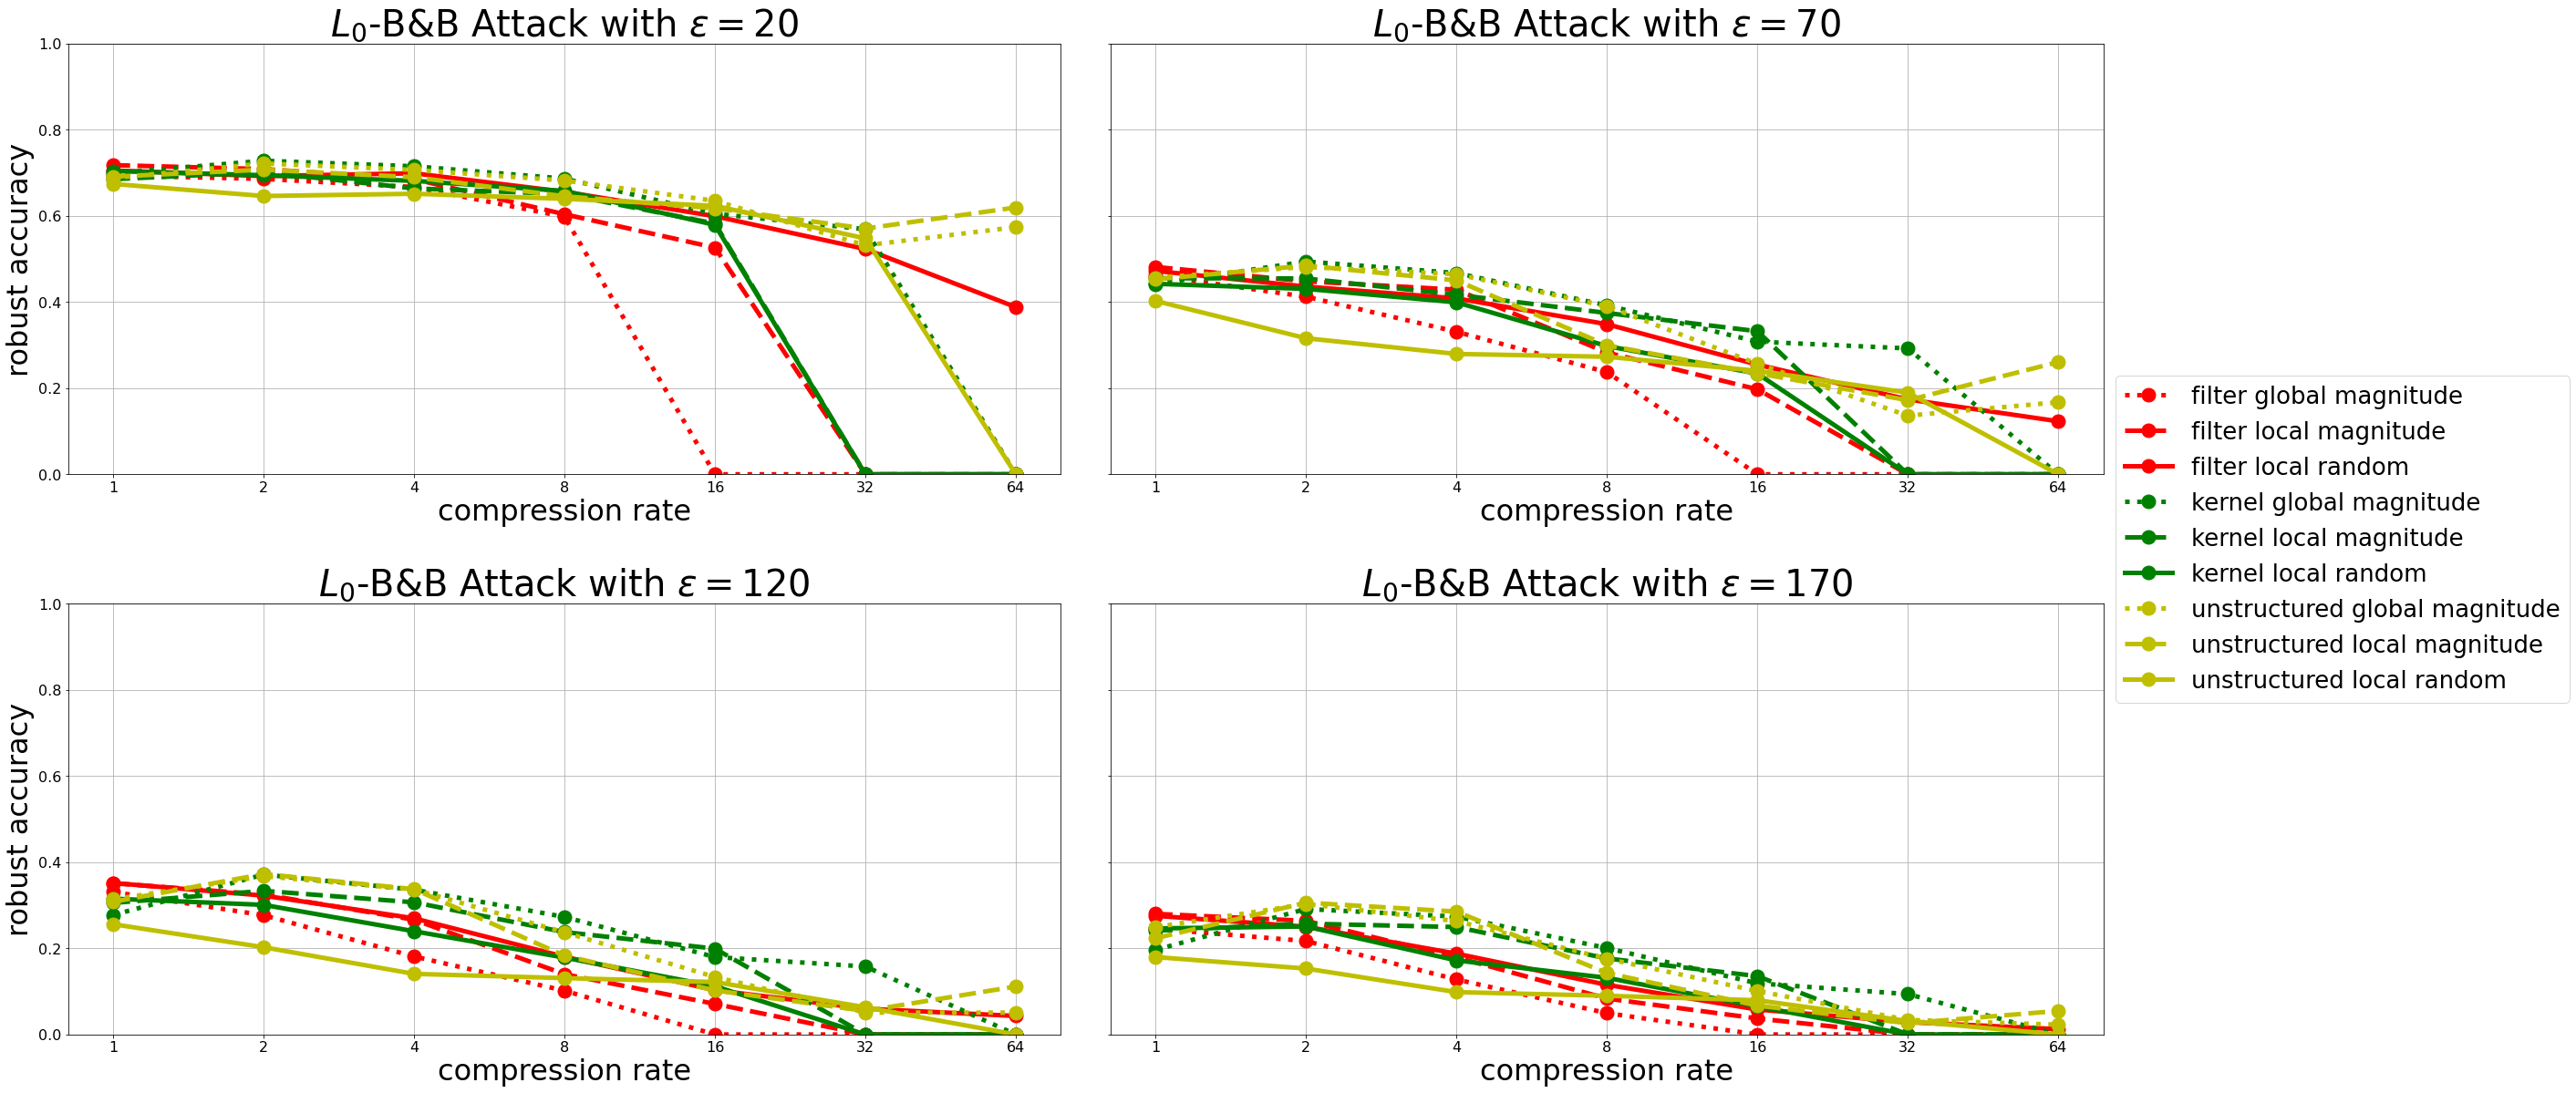 L₀-B&B Attack with ε = 20
L₀-B&B Attack with ε = 70
robust accuracy
1.0
0.8
0.6
0.4
0.2
0.0
1 2 4 8 16 32 64
compression rate
1 2 4 8 16 32 64
compression rate
L₀-B&B Attack with ε = 120
L₀-B&B Attack with ε = 170
robust accuracy
1.0
0.8
0.6
0.4
0.2
0.0
1 2 4 8 16 32 64
compression rate
1 2 4 8 16 32 64
compression rate
filter global magnitude
filter local magnitude
filter local random
kernel global magnitude
kernel local magnitude
kernel local random
unstructured global magnitude
unstructured local magnitude
unstructured local random